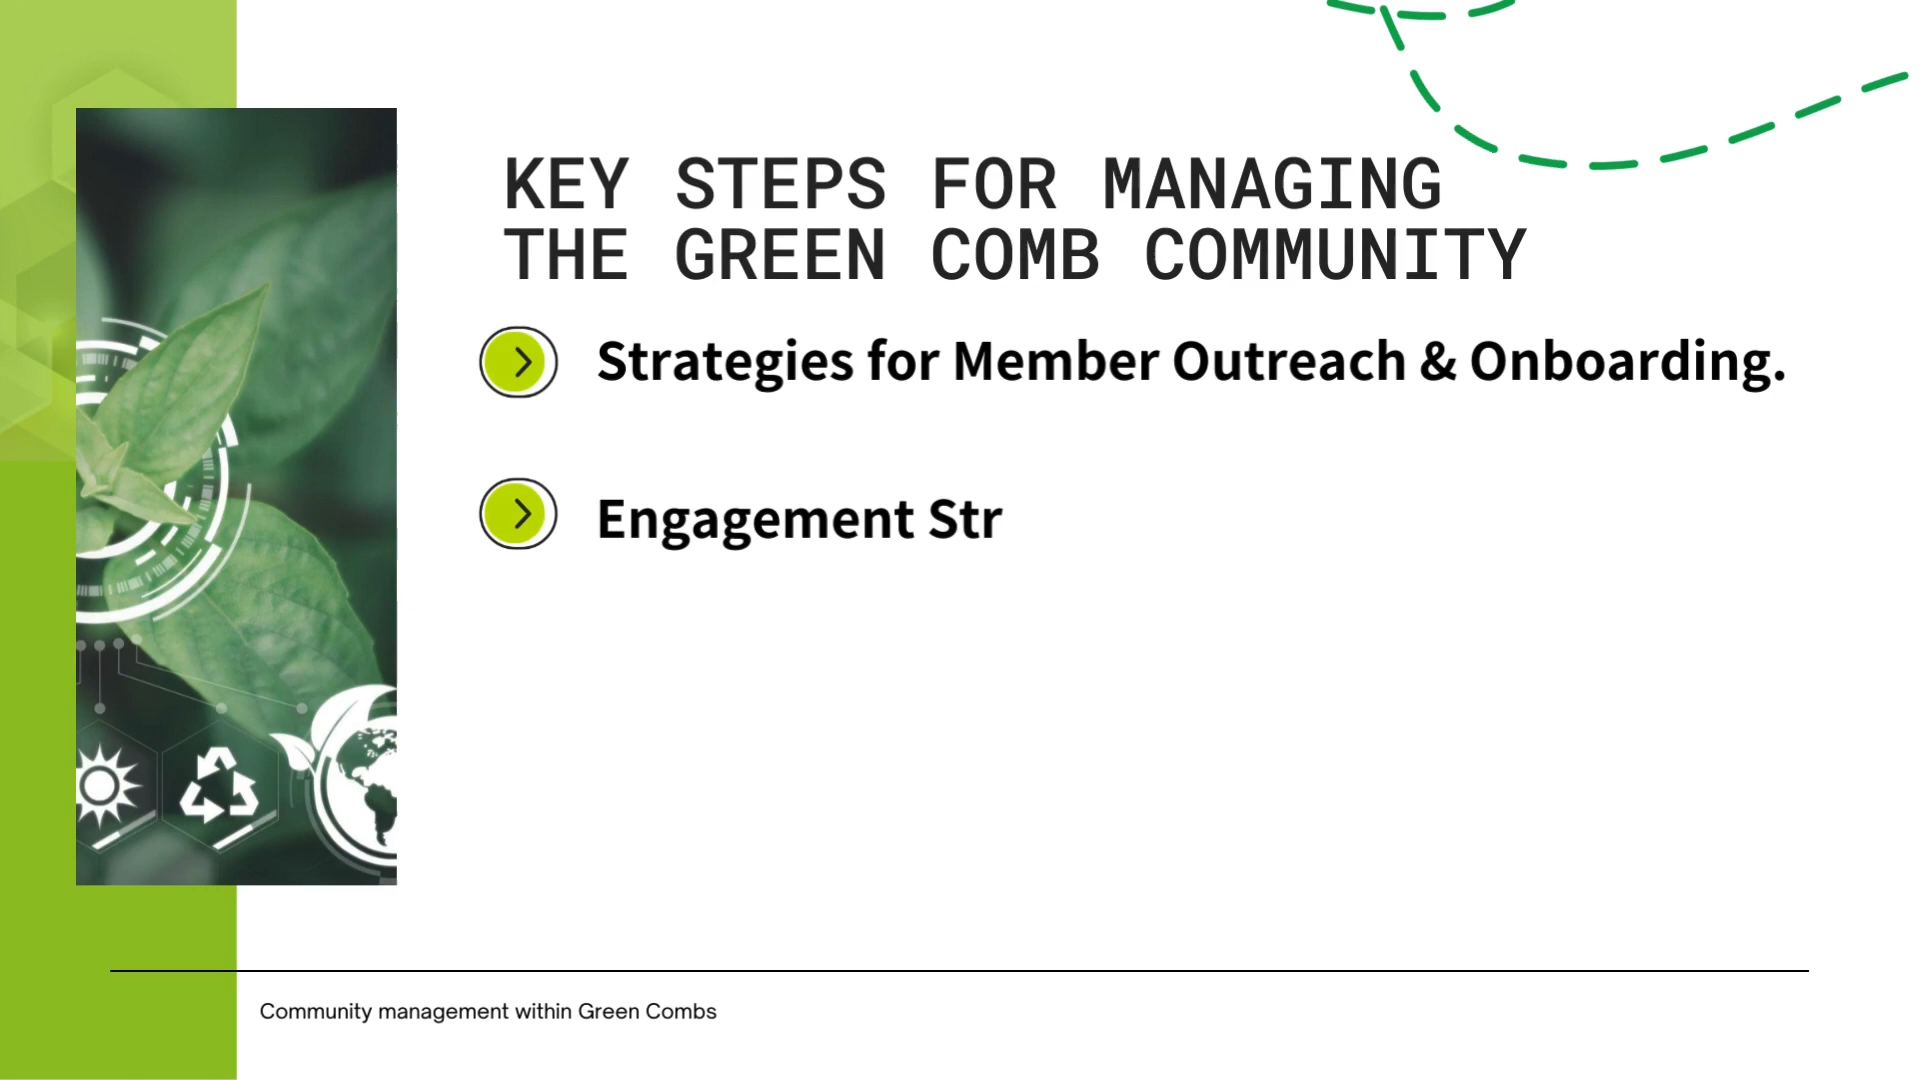 KEY STEPS FOR MANAGING
THE GREEN COMB COMMUNITY
Strategies for Member Outreach & Onboarding.
Engagement Str
Community management within Green Combs